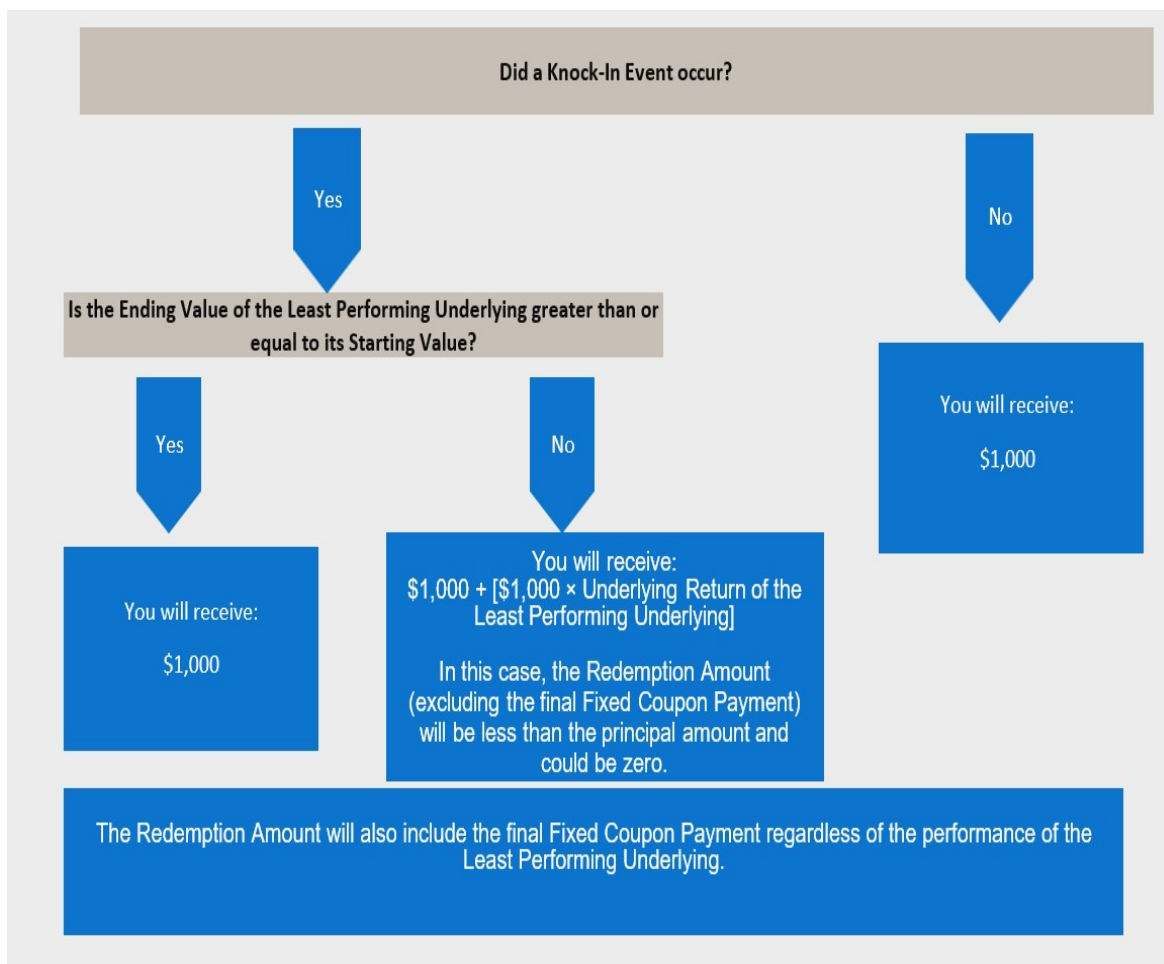 Did a Knock-In Event occur?
Yes
No
Is the Ending Value of the Least Performing Underlying greater than or
equal to its Starting Value?
Yes
No
You will receive:
$1,000
You will receive:
$1,000
You will receive:
$1,000 + [$1,000 × Underlying Return of the
Least Performing Underlying]
In this case, the Redemption Amount
(excluding the final Fixed Coupon Payment)
will be less than the principal amount and
could be zero.
The Redemption Amount will also include the final Fixed Coupon Payment regardless of the performance of the
Least Performing Underlying.